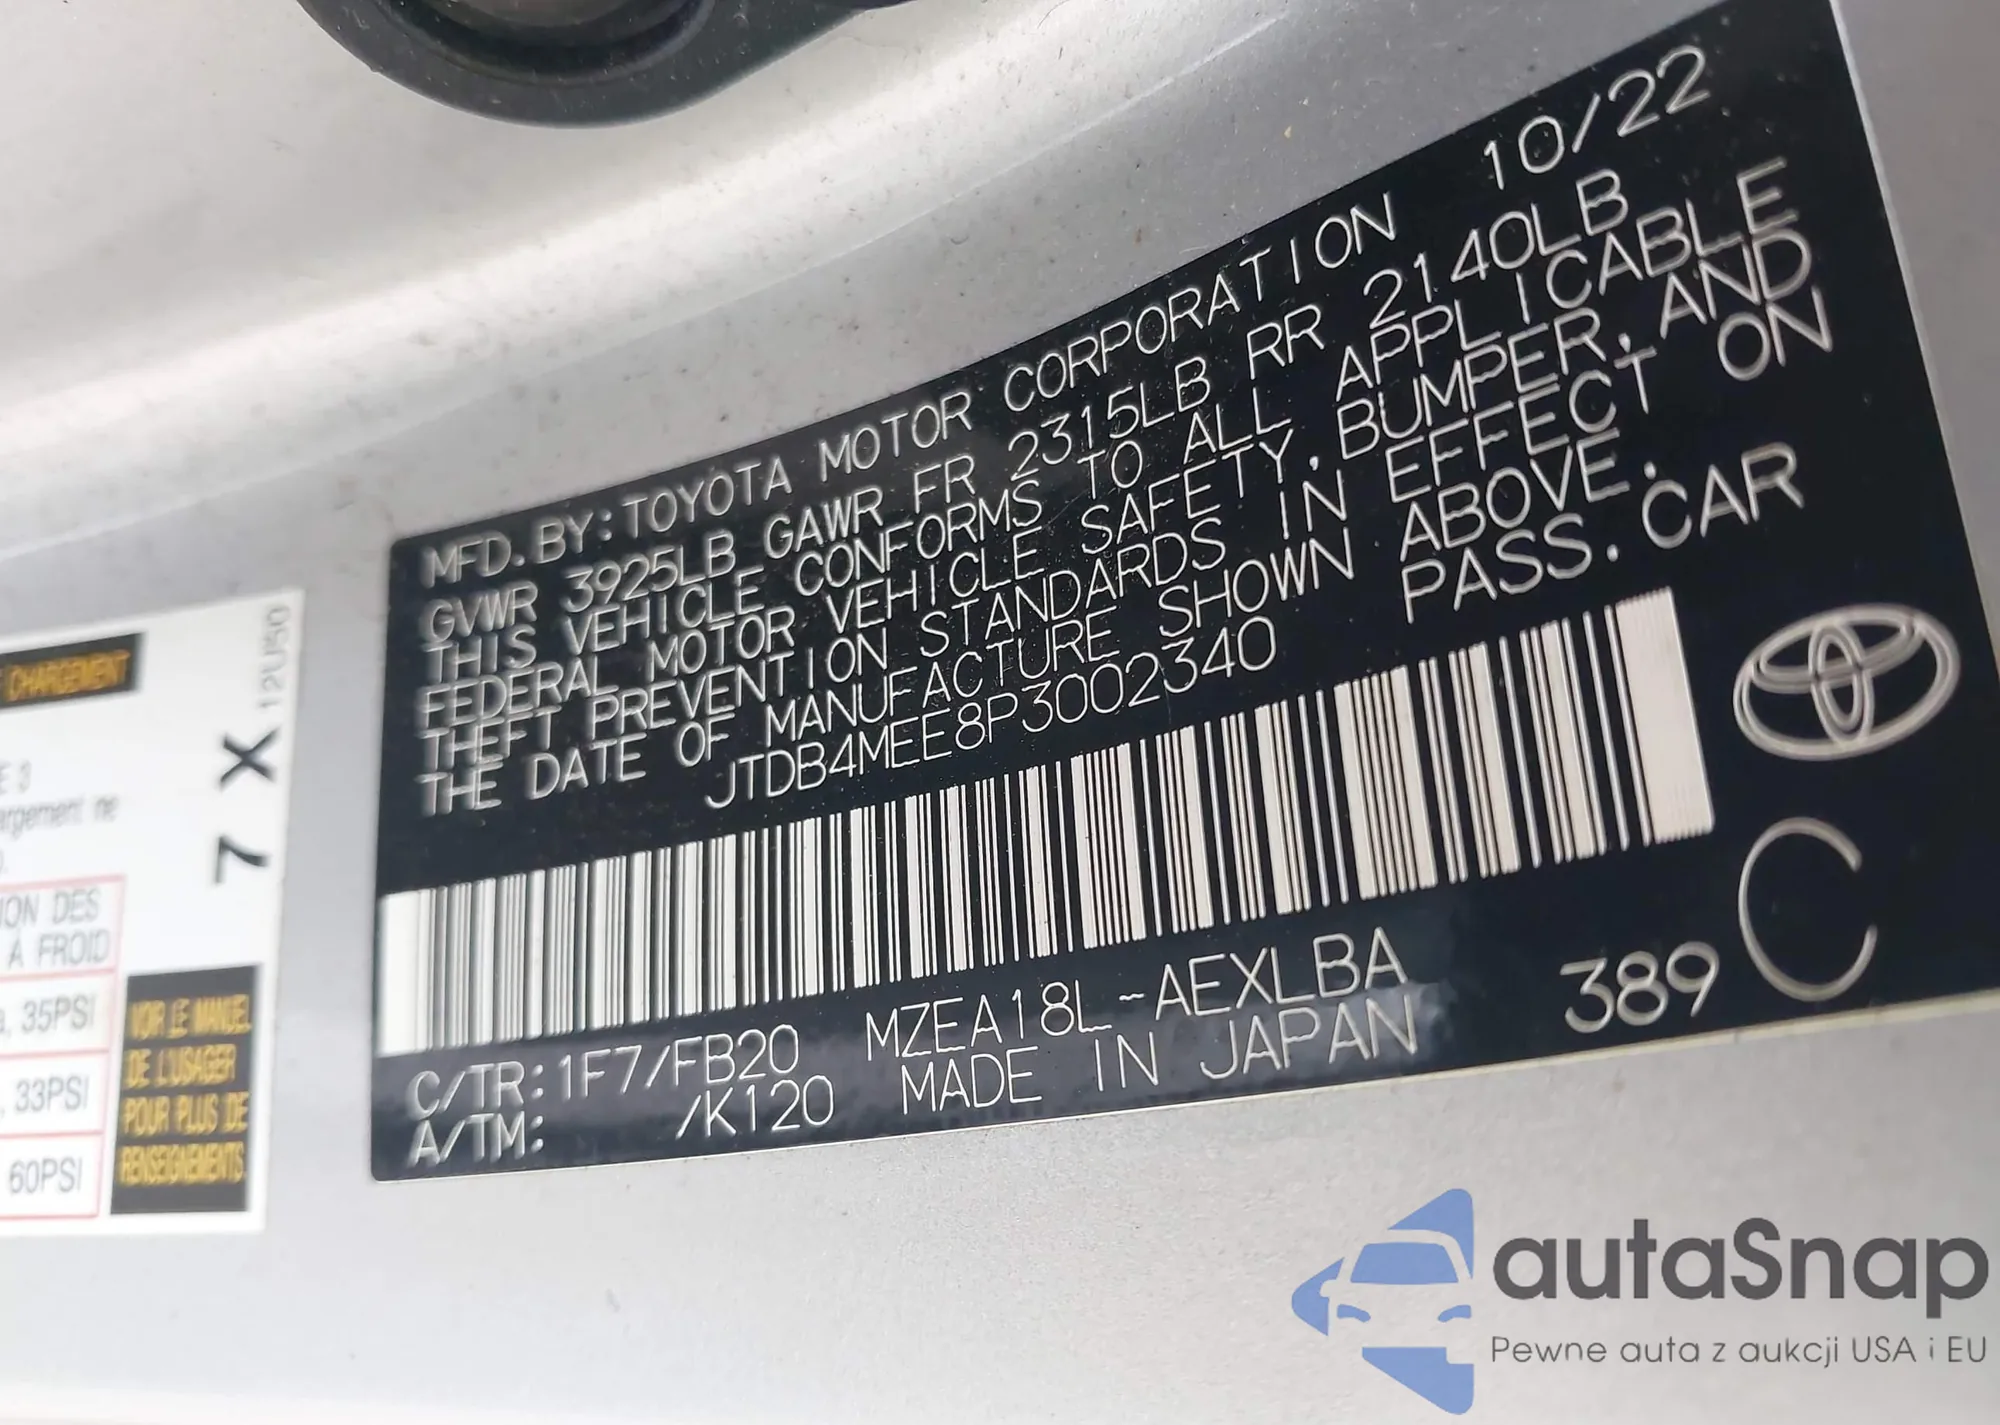 MFD. BY: TOYOTA MOTOR CORPORATION 10/22
GVWR 3925LB GAWR FR 2315LB RR 2140LB
THIS VEHICLE CONFORMS TO ALL APPLICABLE
FEDERAL MOTOR VEHICLE SAFETY, BUMPER, AND
THEFT PREVENTION STANDARDS IN EFFECT ON
THE DATE OF MANUFACTURE SHOWN ABOVE.
JTDB4MEE8P3002340 PASS. CAR
C/TR: 1F7/FB20 MZEA18L-AEXLBA 389 C
A/TM: /K120 MADE IN JAPAN
CHARGEMENT
7 X 12U50
E 3
argement ne
ION DES
A FROID
, 35PSI
, 33PSI
60PSI
VOIR LE MANUEL
DE L'USAGER
POUR PLUS DE
RENSEIGNEMENTS.
autaSnap
Pewne auta z aukcji USA i EU